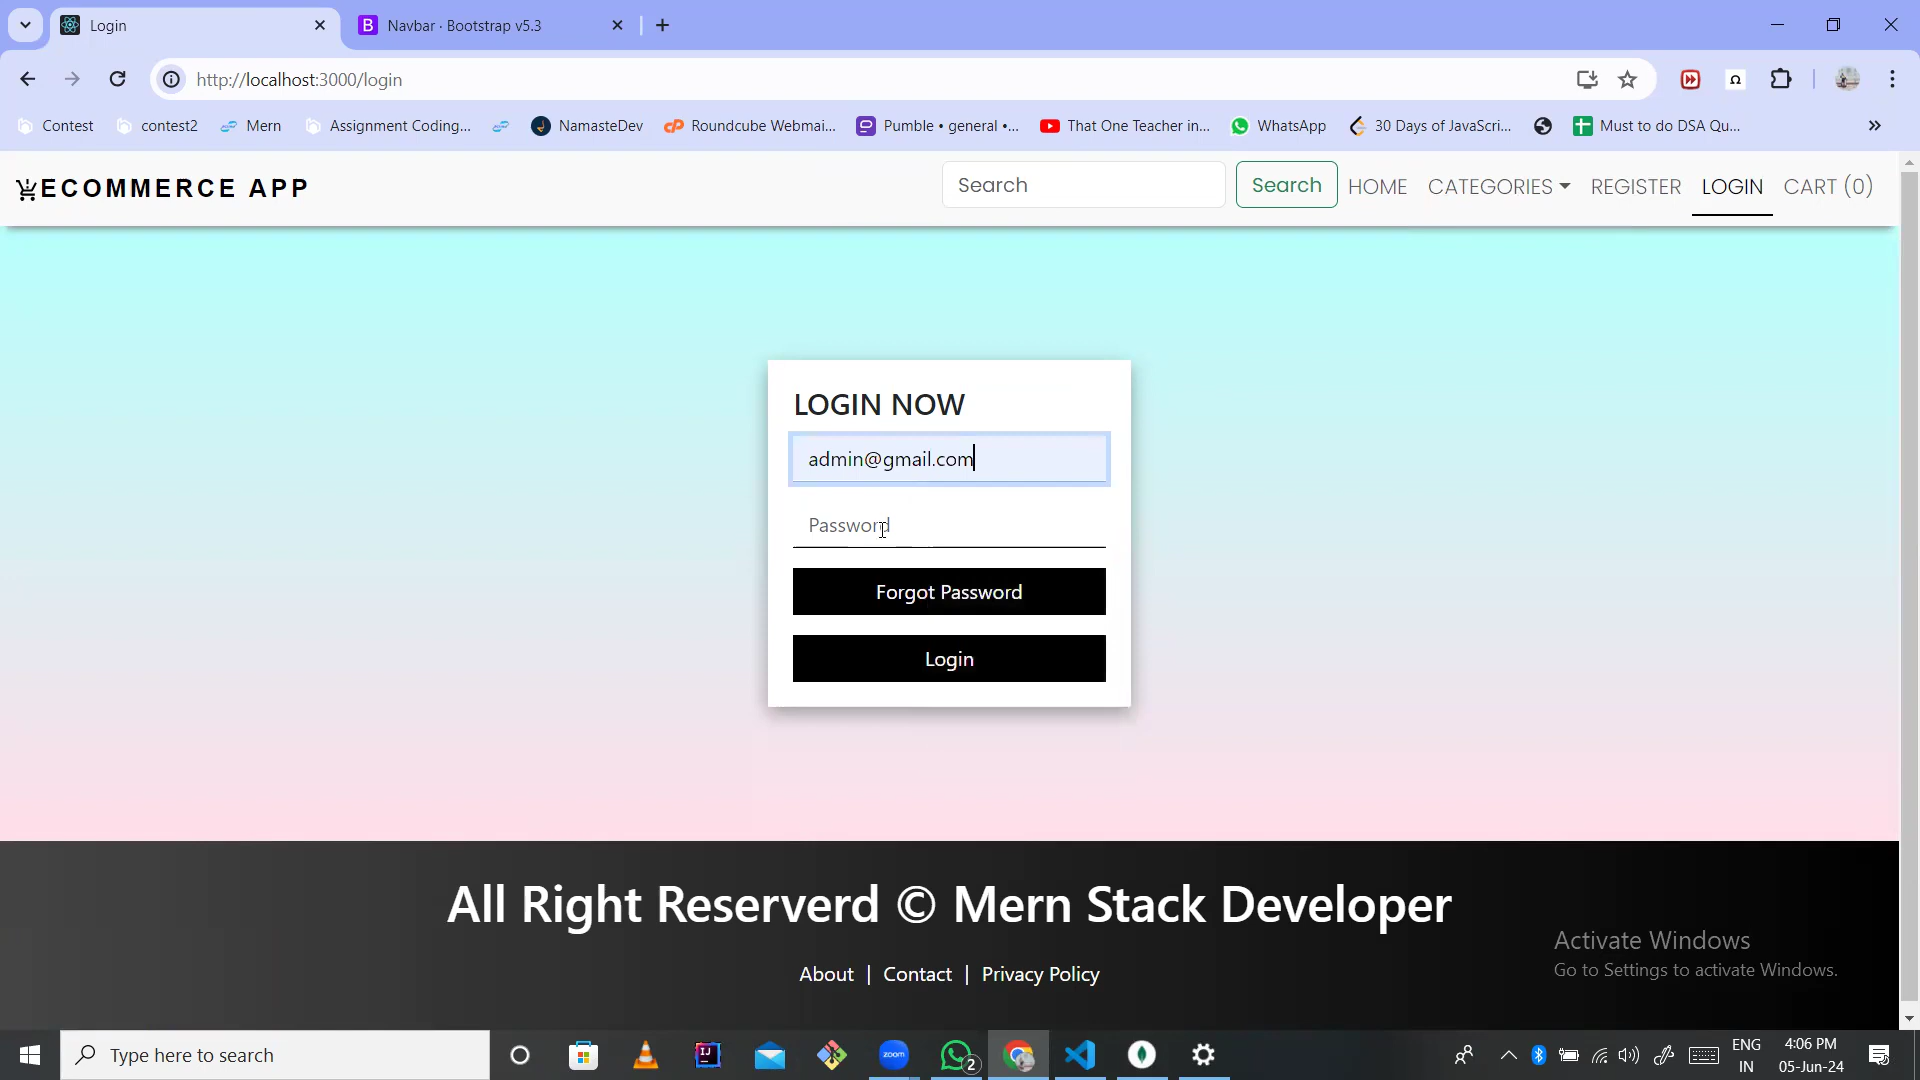 Login
Navbar · Bootstrap v5.3
http://localhost:3000/login
Contest
contest2
Mern
Assignment Coding...
NamasteDev
Roundcube Webmai...
Pumble • general •...
That One Teacher in...
WhatsApp
30 Days of JavaScri...
Must to do DSA Qu...
»
ECOMMERCE APP
Search
Search
HOME
CATEGORIES
REGISTER
LOGIN
CART (0)
LOGIN NOW
admin@gmail.com
Password
Forgot Password
Login
All Right Reserverd © Mern Stack Developer
About | Contact | Privacy Policy
Activate Windows
Go to Settings to activate Windows.
Type here to search
zoom
2
ENG
IN
4:06 PM
05-Jun-24